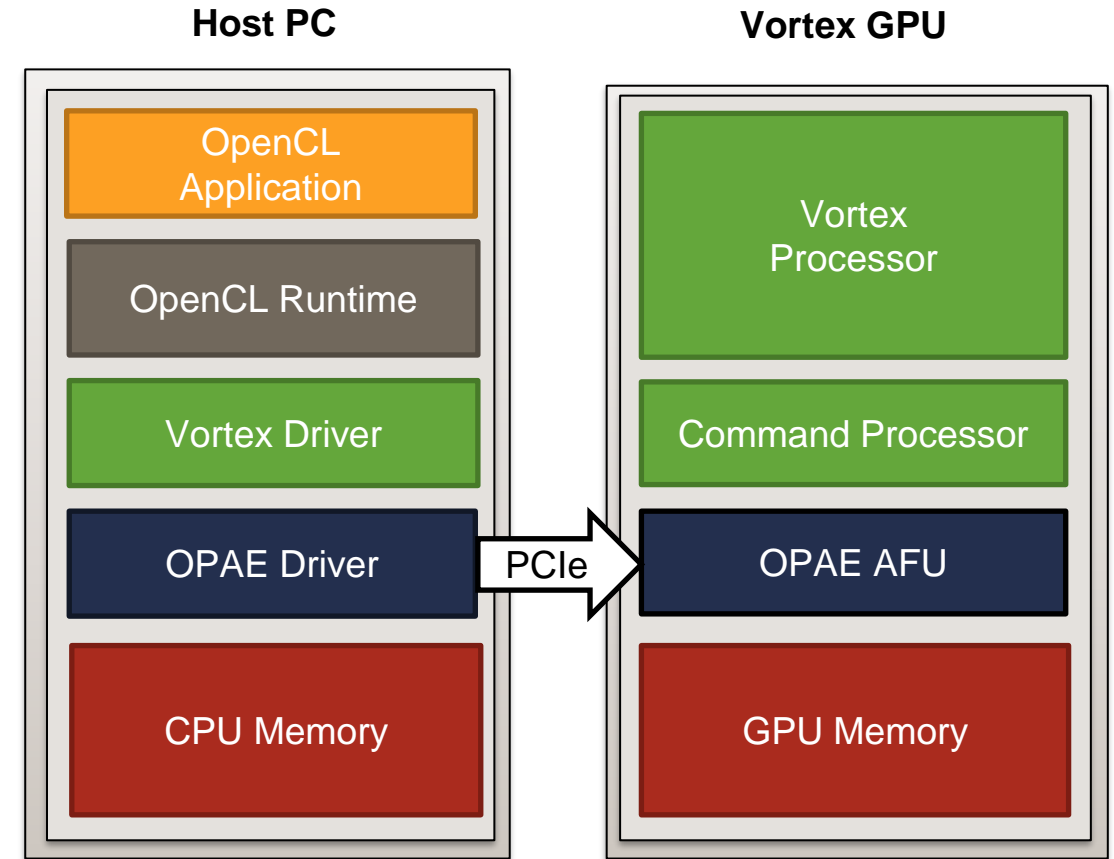 Host PC
OpenCL
Application
OpenCL Runtime
Vortex Driver
OPAE Driver
CPU Memory
PCIe
Vortex GPU
Vortex
Processor
Command Processor
OPAE AFU
GPU Memory